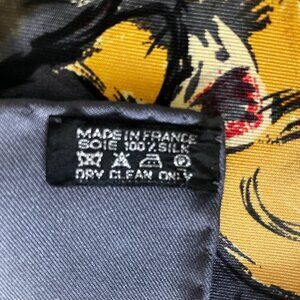 MADE IN FRANCE
SOIE 100% SILK
DRY CLEAN ONLY